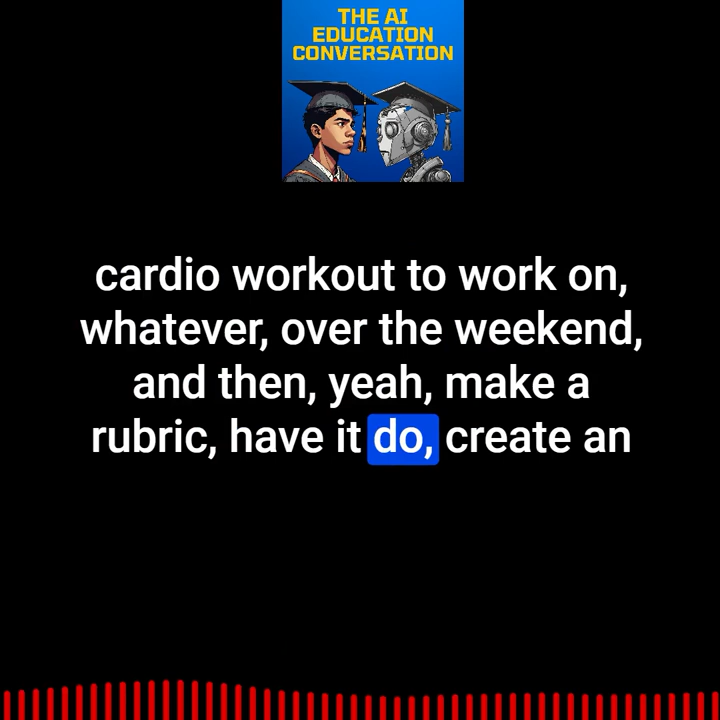 THE AI
EDUCATION
CONVERSATION
cardio workout to work on,
whatever, over the weekend,
and then, yeah, make a
rubric, have it do, create an